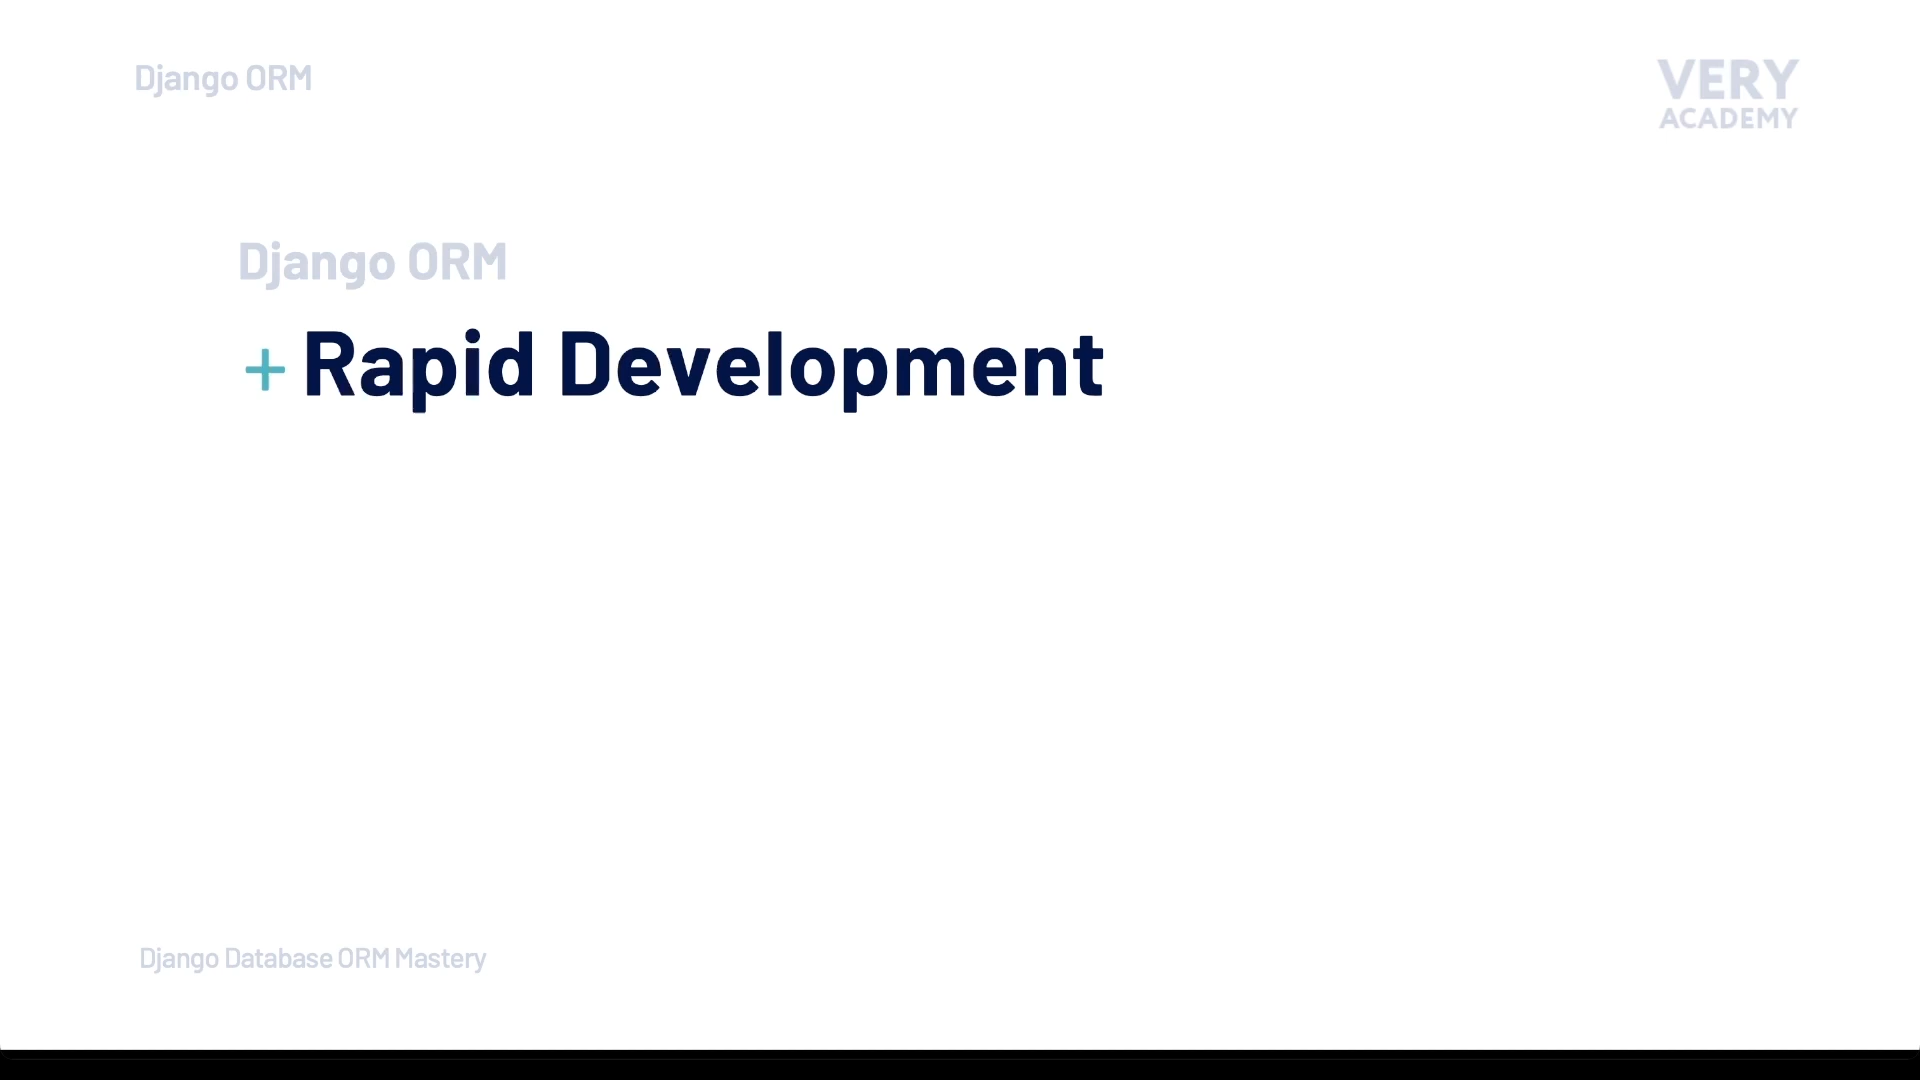 Django ORM
VERY
ACADEMY
Django ORM
+ Rapid Development
Django Database ORM Mastery